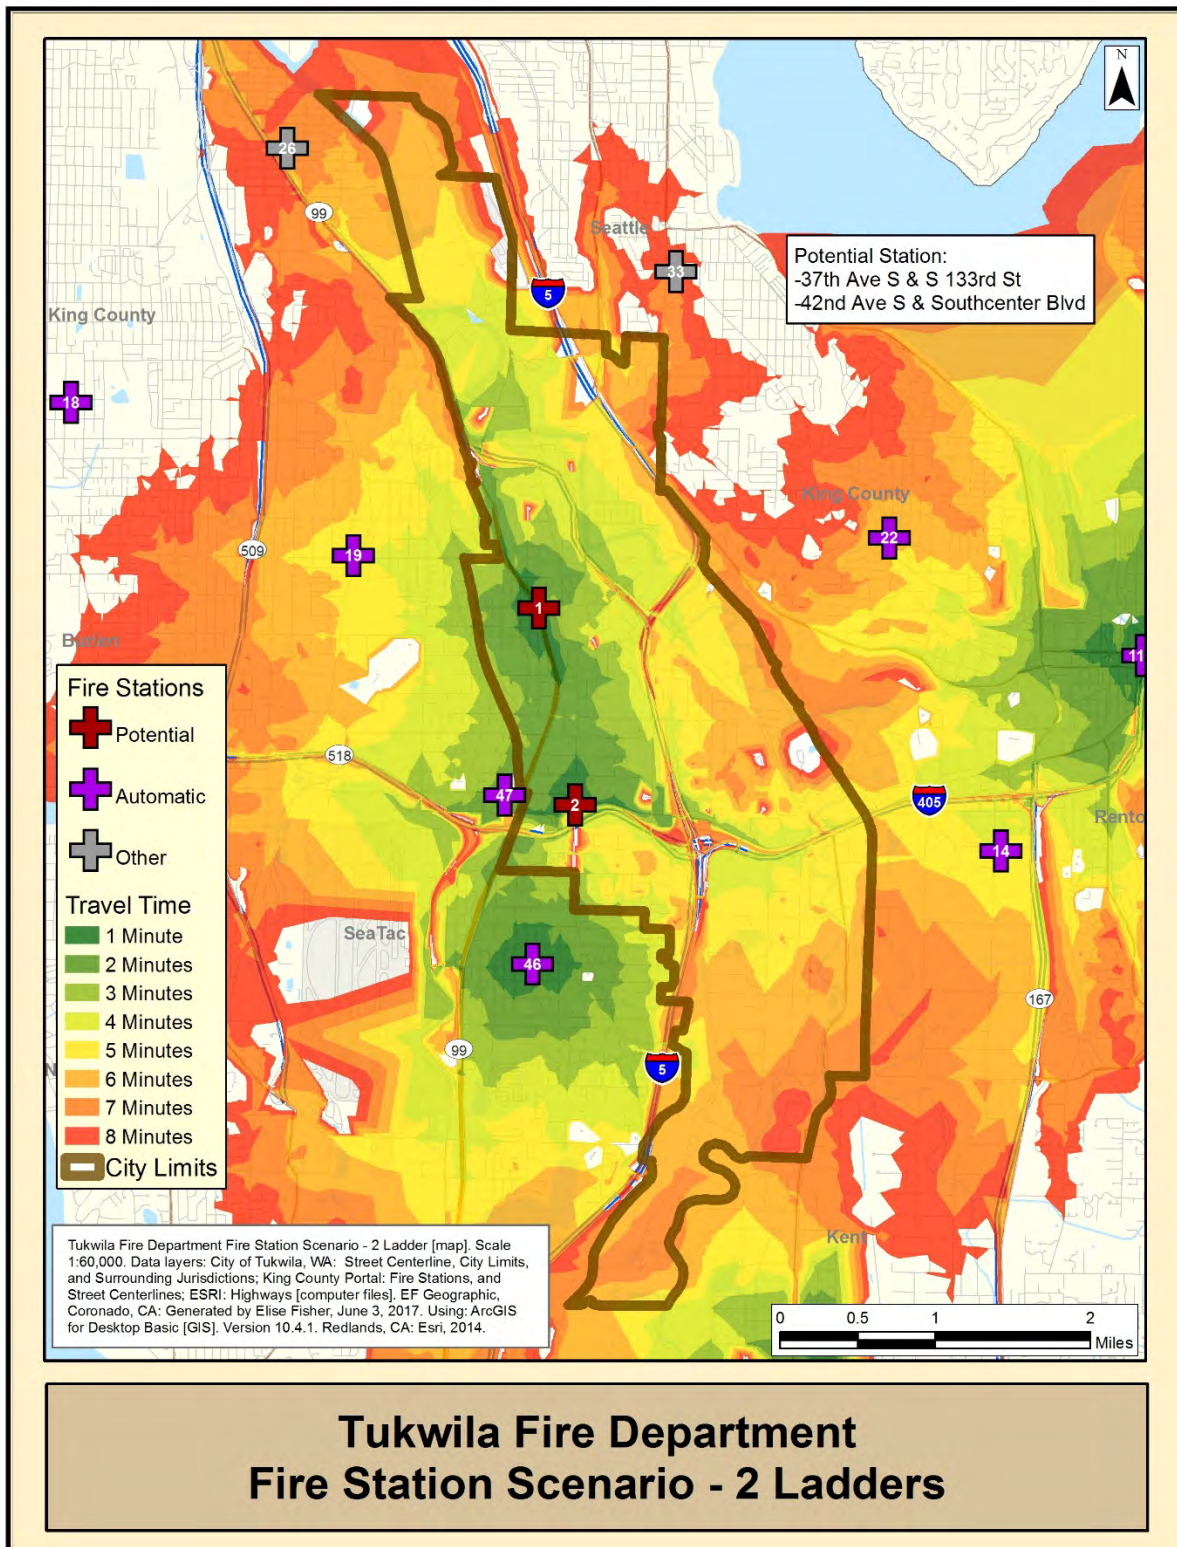 N
26
99
Seattle
33
5
Potential Station:
-37th Ave S & S 133rd St
-42nd Ave S & Southcenter Blvd
King County
18
King County
22
19
509
1
Burien
11
Fire Stations
Potential
Automatic
Other
518
47
2
405
Rento
14
Travel Time
1 Minute
2 Minutes
3 Minutes
4 Minutes
5 Minutes
6 Minutes
7 Minutes
8 Minutes
City Limits
SeaTac
46
167
99
5
N
Kent
Tukwila Fire Department Fire Station Scenario - 2 Ladder [map]. Scale
1:60,000. Data layers: City of Tukwila, WA: Street Centerline, City Limits,
and Surrounding Jurisdictions; King County Portal: Fire Stations, and
Street Centerlines; ESRI: Highways [computer files]. EF Geographic,
Coronado, CA: Generated by Elise Fisher, June 3, 2017. Using: ArcGIS
for Desktop Basic [GIS]. Version 10.4.1. Redlands, CA: Esri, 2014.
0 0.5 1 2
Miles
Tukwila Fire Department
Fire Station Scenario - 2 Ladders